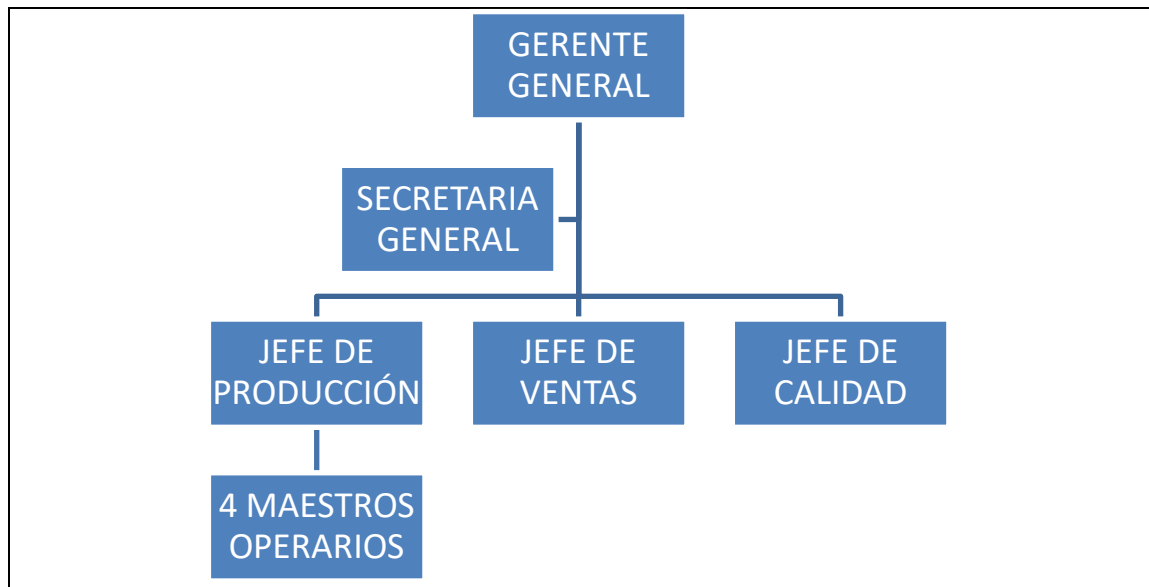 GERENTE
GENERAL
SECRETARIA
GENERAL
JEFE DE
PRODUCCIÓN
JEFE DE
VENTAS
JEFE DE
CALIDAD
4 MAESTROS
OPERARIOS